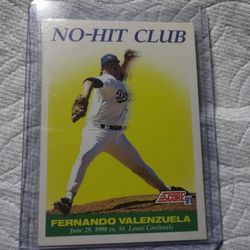 NO-HIT CLUB
D
FERNANDO VALENZUELA
June 29, 1990 vs. St. Louis Cardinals
SCORE 91